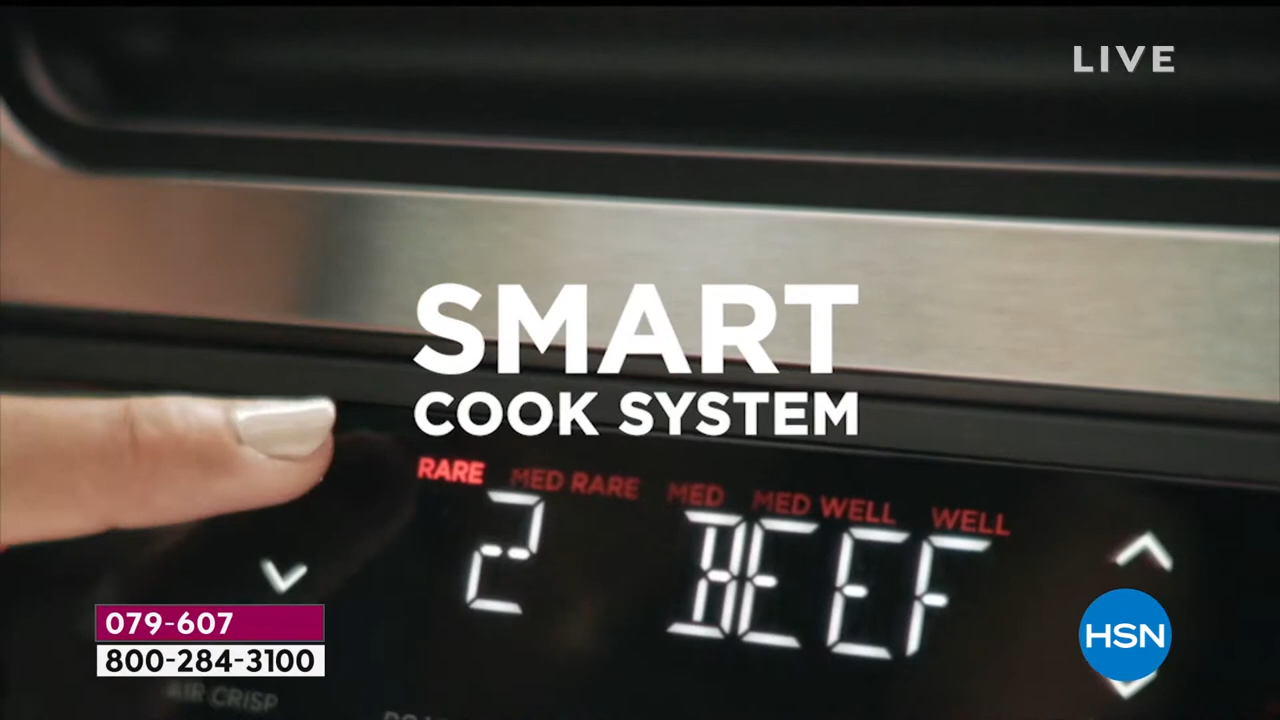 LIVE
SMART
COOK SYSTEM
RARE MED RARE MED MED WELL WELL
2 BEEF
079-607
800-284-3100
HSN
AIR CRISP